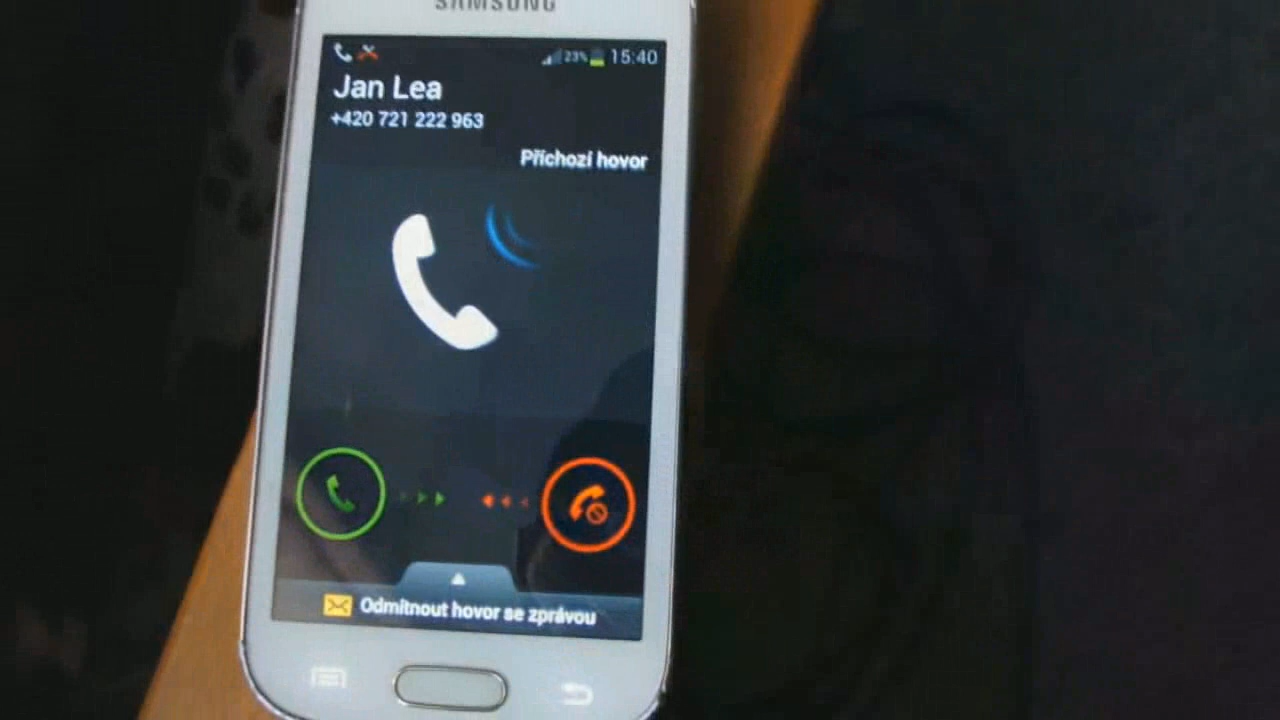 SAMSUNG
23% 15:40
Jan Lea
+420 721 222 963
Příchozí hovor
Odmítnout hovor se zprávou